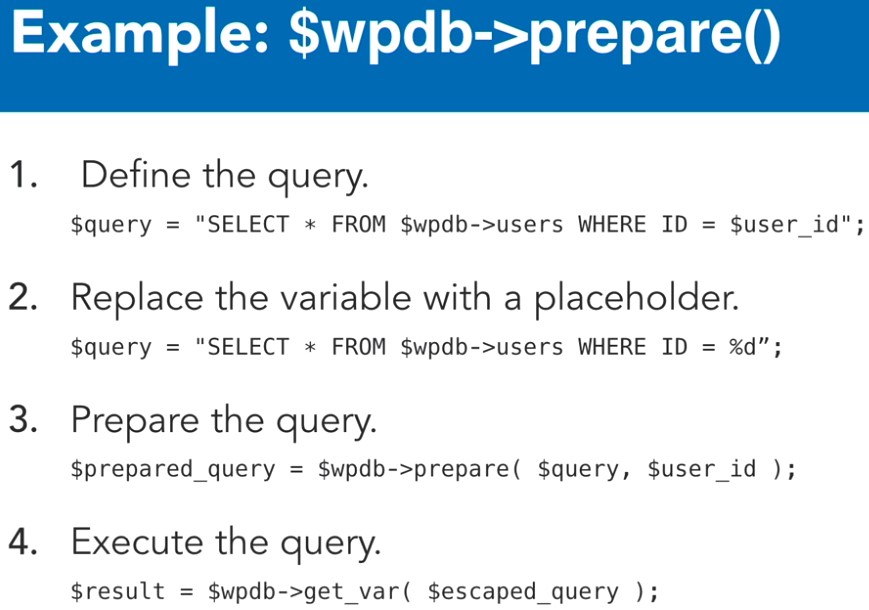 Example: $wpdb->prepare()
1. Define the query.
$query = "SELECT * FROM $wpdb->users WHERE ID = $user_id";
2. Replace the variable with a placeholder.
$query = "SELECT * FROM $wpdb->users WHERE ID = %d”;
3. Prepare the query.
$prepared_query = $wpdb->prepare( $query, $user_id );
4. Execute the query.
$result = $wpdb->get_var( $escaped_query );